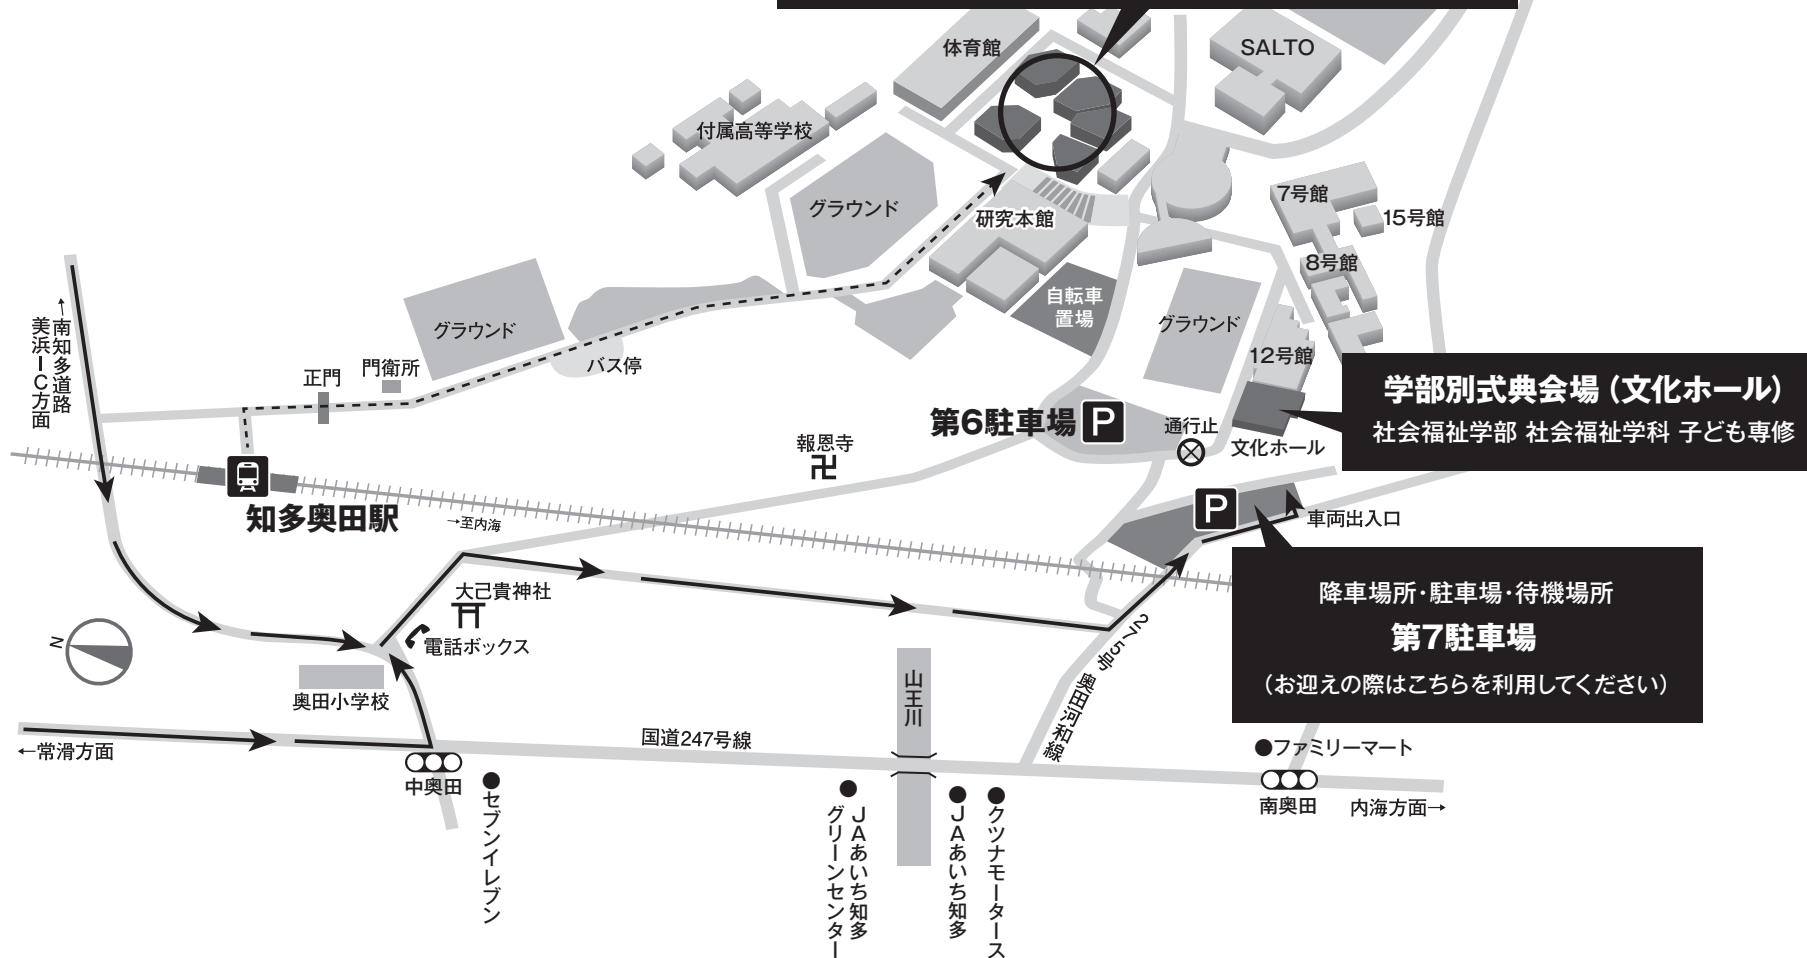 体育館
SALTO
付属高等学校
グラウンド
研究本館
7号館
15号館
8号館
自転車
置場
グラウンド
12号館
←南知多道路
美浜IC方面
グラウンド
バス停
門衛所
正門
学部別式典会場（文化ホール）
社会福祉学部 社会福祉学科 子ども専修
第6駐車場
P
通行止
文化ホール
報恩寺
卍
知多奥田駅
→至内海
P
車両出入口
大己貴神社
電話ボックス
N
奥田小学校
275号 奥田河和線
降車場所・駐車場・待機場所
第7駐車場
（お迎えの際はこちらを利用してください）
山王川
国道247号線
←常滑方面
中奥田
●セブンイレブン
●JAあいち知多
グリーンセンター
●JAあいち知多
●クツナモータース
●ファミリーマート
南奥田
内海方面→